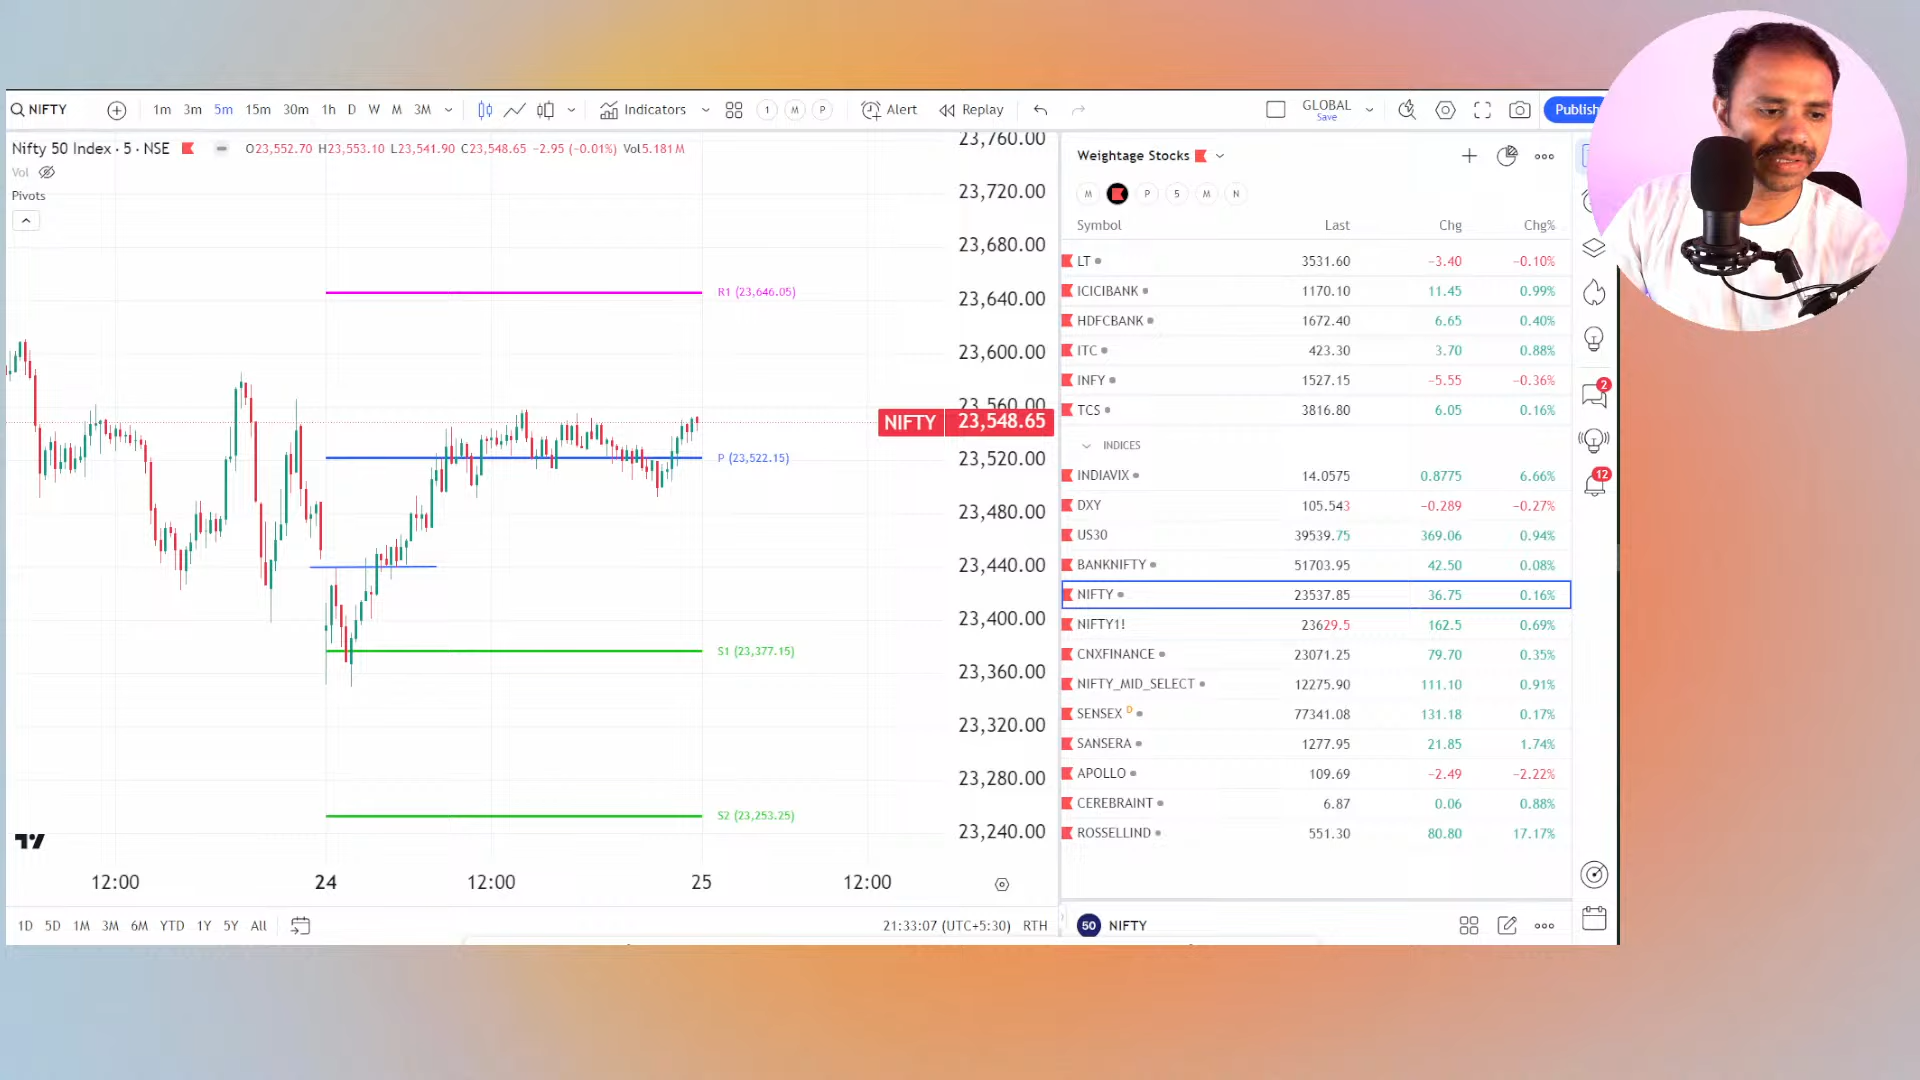 NIFTY 1m 3m 5m 15m 30m 1h D W M 3M Indicators 1 M P Alert Replay GLOBAL Publish
Save
Nifty 50 Index · 5 · NSE O23,552.70 H23,553.10 L23,541.90 C23,548.65 −2.95 (−0.01%) Vol5.181 M
Vol
Pivots
23,760.00
23,720.00
23,680.00
23,640.00
23,600.00
23,560.00
NIFTY 23,548.65
23,520.00
23,480.00
23,440.00
23,400.00
23,360.00
23,320.00
23,280.00
23,240.00
R1 (23,646.05)
P (23,522.15)
S1 (23,377.15)
S2 (23,253.25)
12:00 24 12:00 25 12:00
1D 5D 1M 3M 6M YTD 1Y 5Y All 21:33:07 (UTC+5:30) RTH
Weightage Stocks
M P 5 M N
Symbol Last Chg Chg%
LT 3531.60 −3.40 −0.10%
ICICIBANK 1170.10 11.45 0.99%
HDFCBANK 1672.40 6.65 0.40%
ITC 423.30 3.70 0.88%
INFY 1527.15 −5.55 −0.36%
TCS 3816.80 6.05 0.16%
INDICES
INDIAVIX 14.0575 0.8775 6.66%
DXY 105.543 −0.289 −0.27%
US30 39539.75 369.06 0.94%
BANKNIFTY 51703.95 42.50 0.08%
NIFTY 23537.85 36.75 0.16%
NIFTY1! 23629.5 162.5 0.69%
CNXFINANCE 23071.25 79.70 0.35%
NIFTY_MID_SELECT 12275.90 111.10 0.91%
SENSEX D 77341.08 131.18 0.17%
SANSERA 1277.95 21.85 1.74%
APOLLO 109.69 −2.49 −2.22%
CEREBRAINT 6.87 0.06 0.88%
ROSSELLIND 551.30 80.80 17.17%
50 NIFTY
2
12